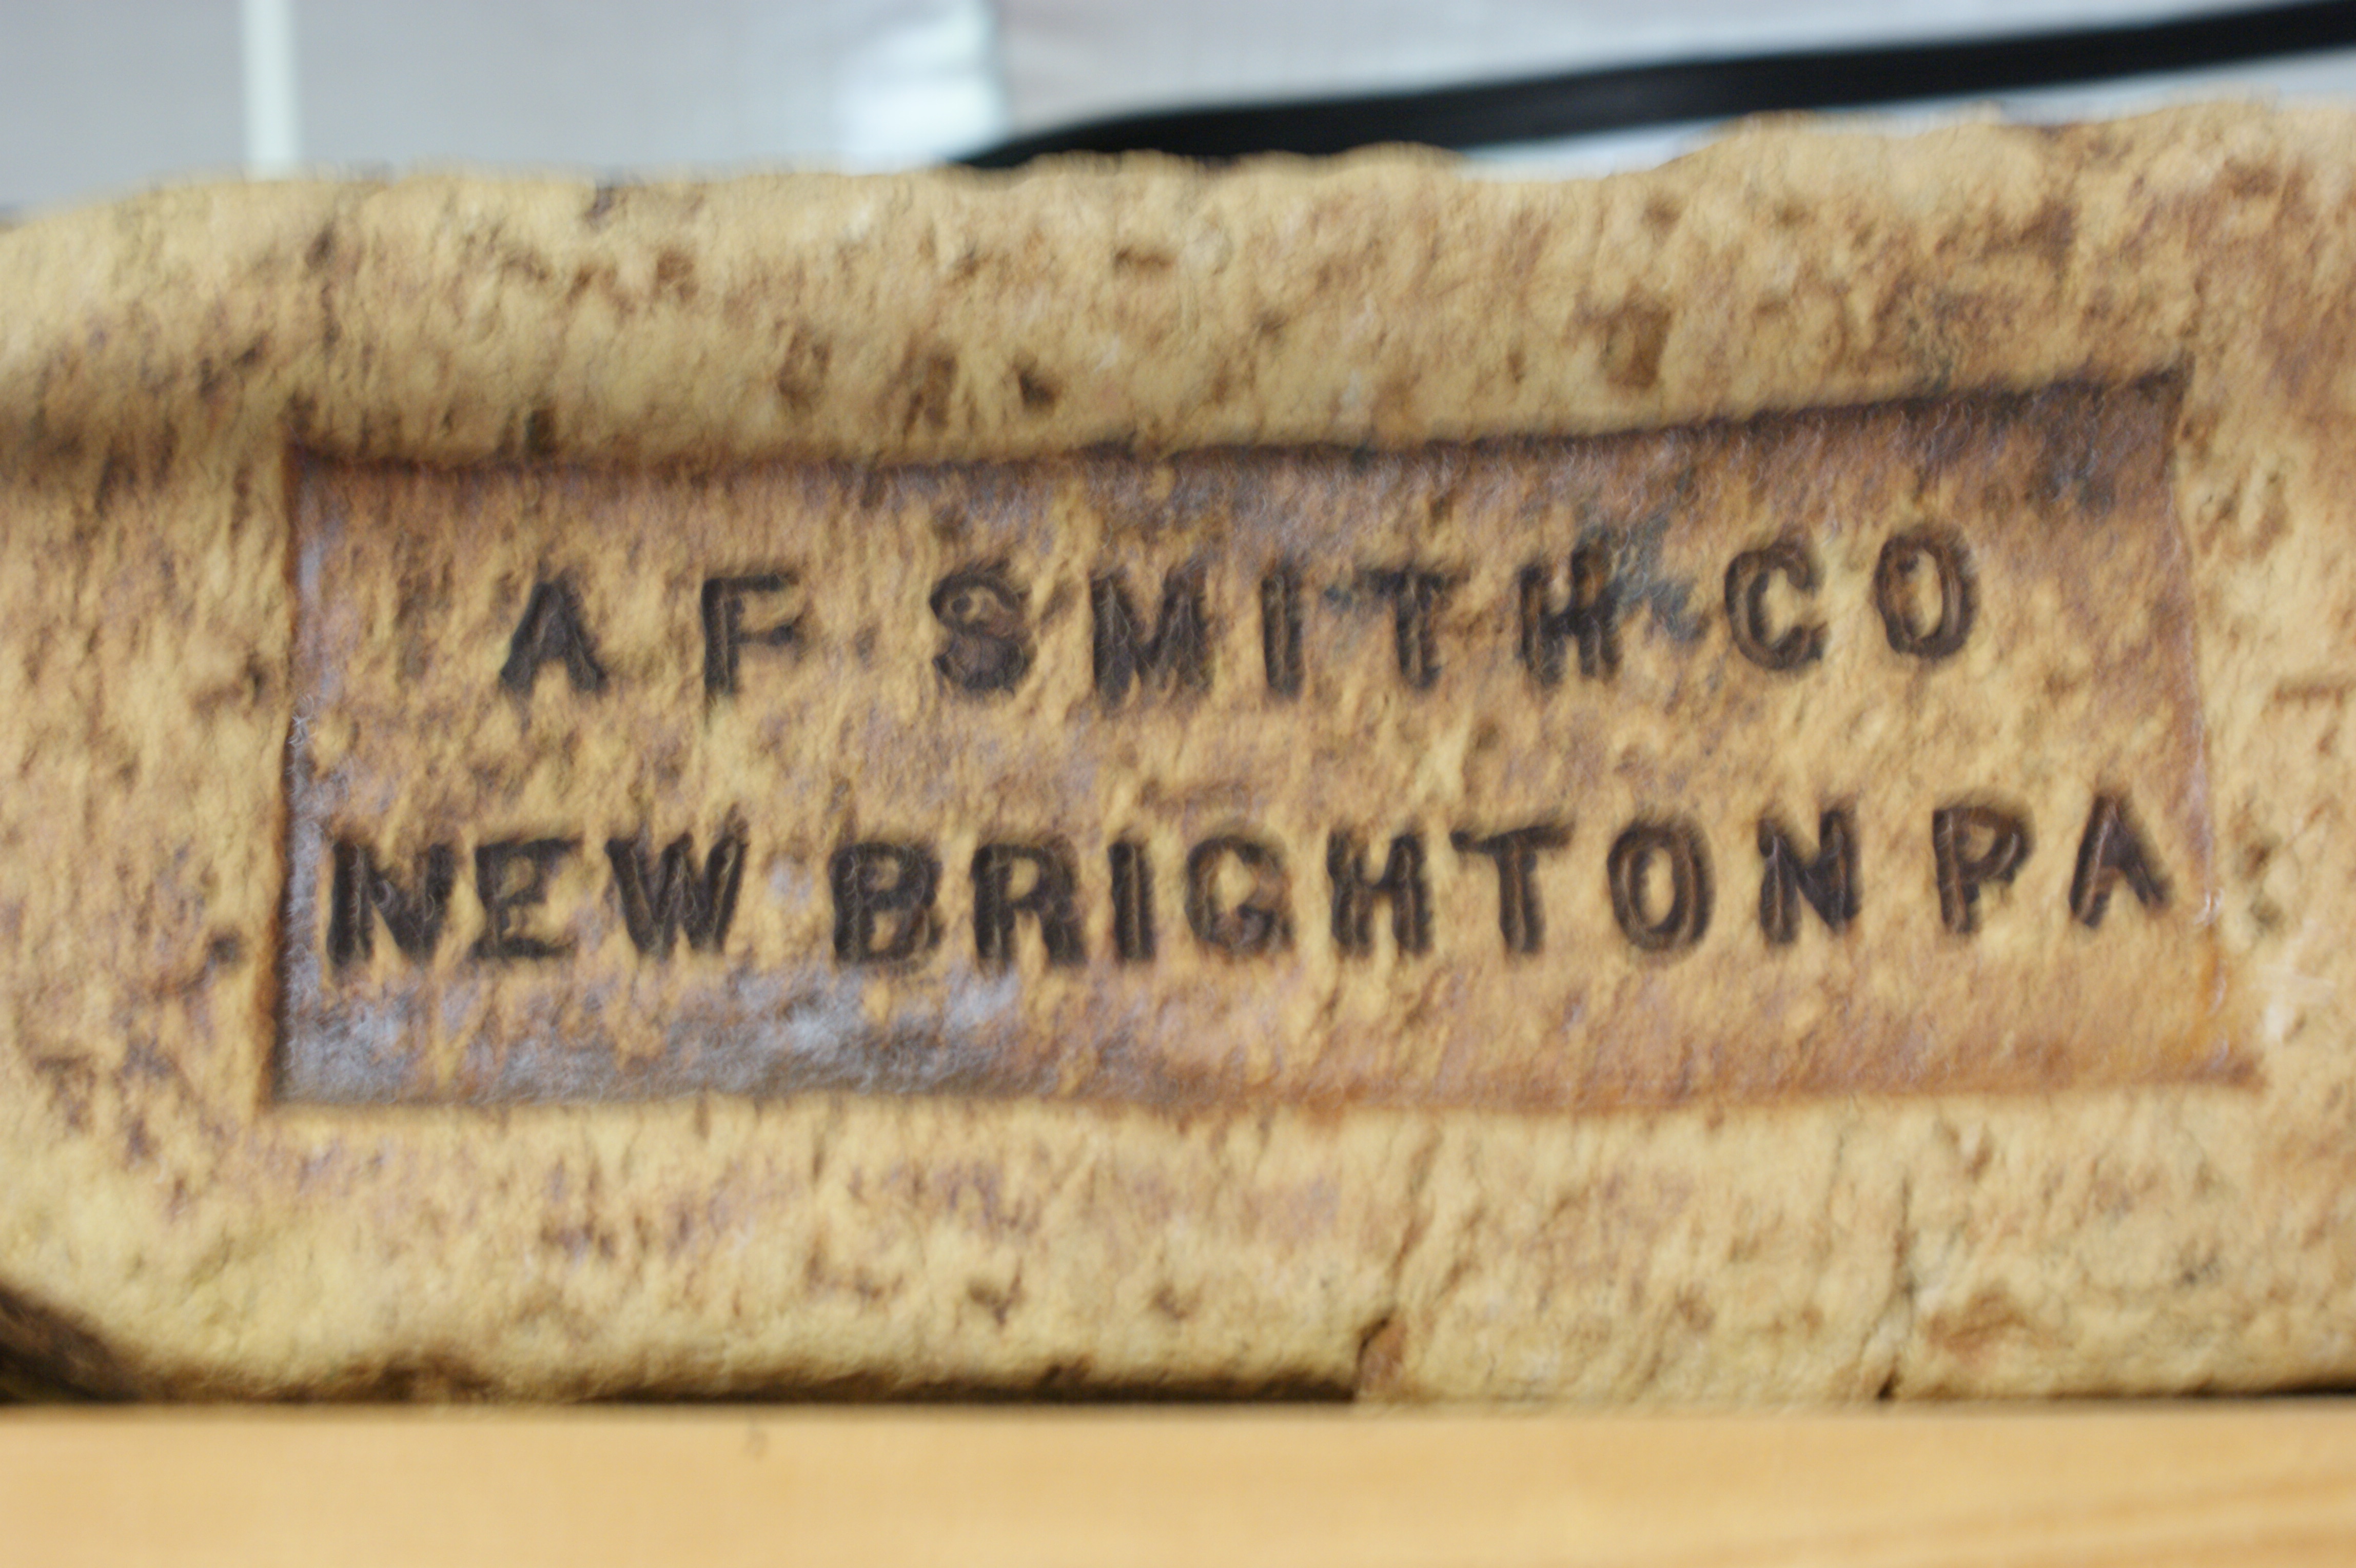 A F SMITH CO
NEW BRIGHTON PA